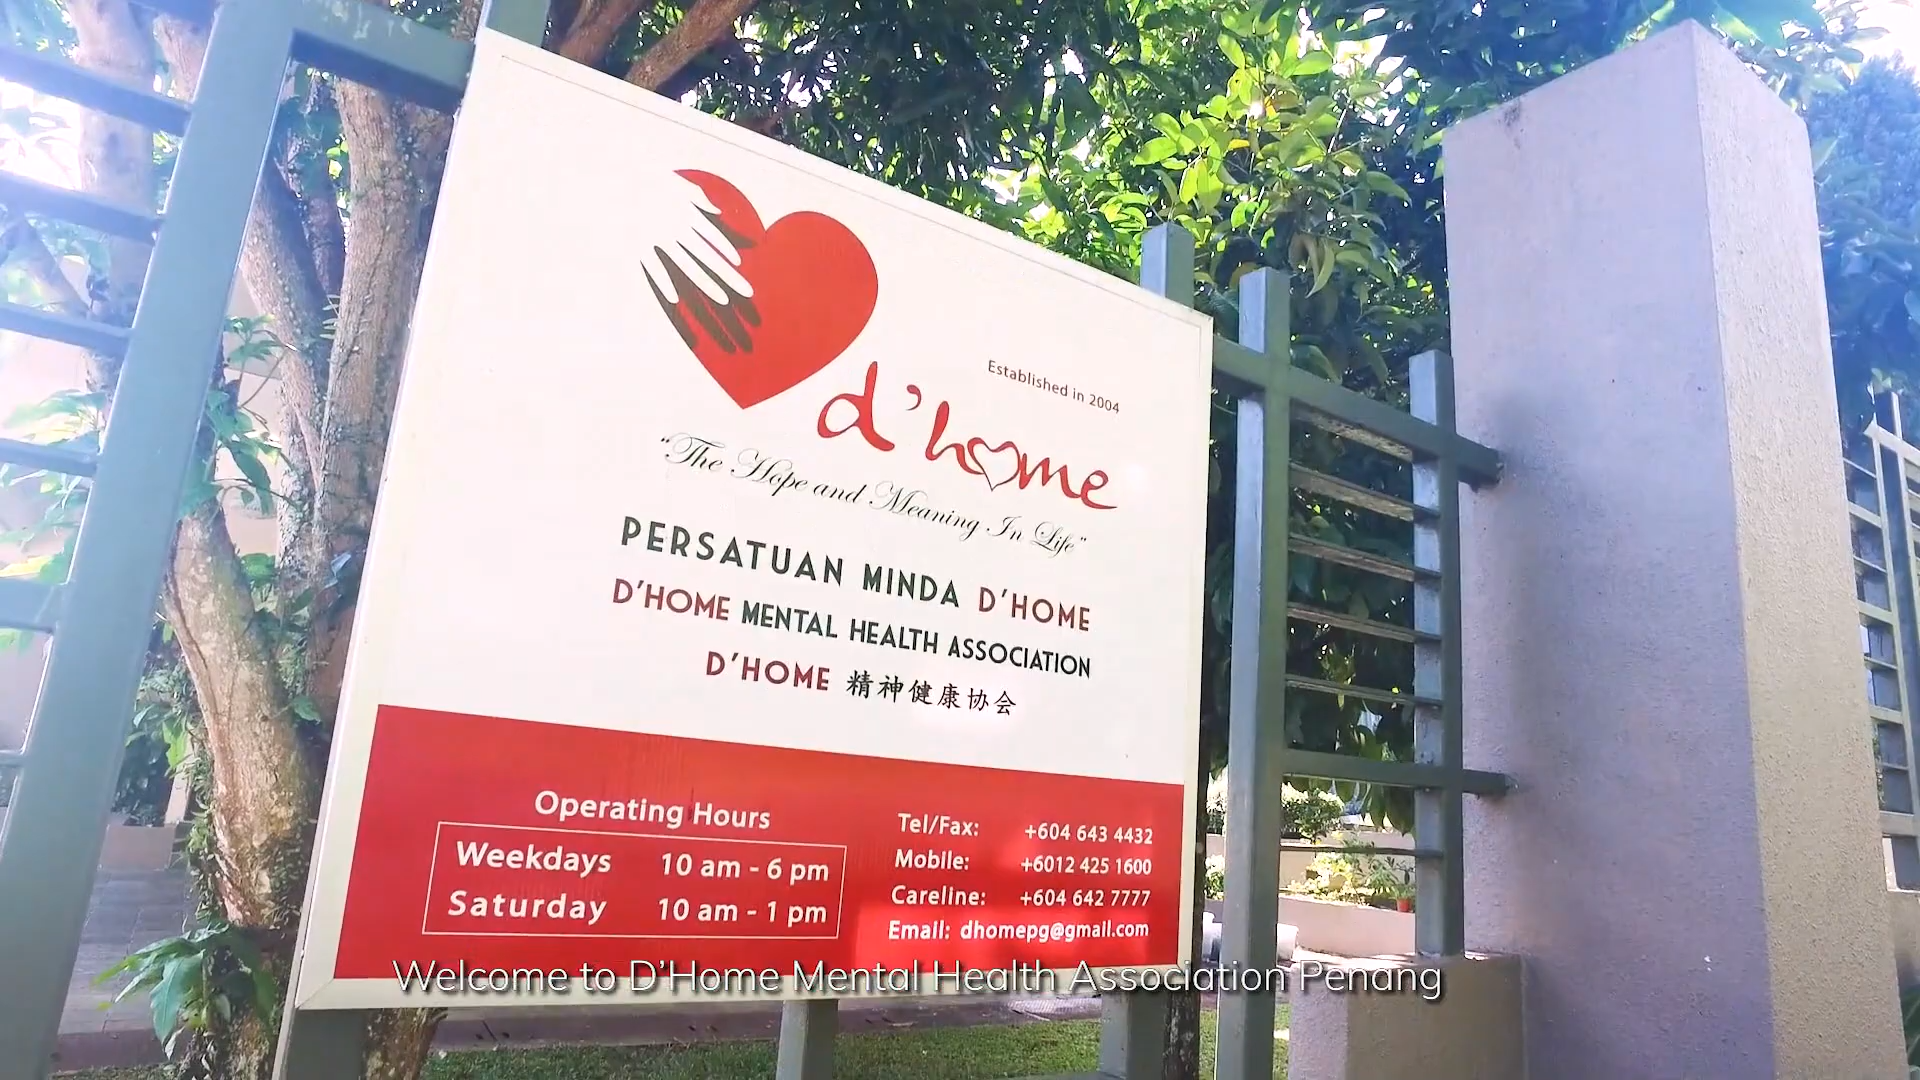 Established in 2004
d'home
"The Hope and Meaning In Life"
PERSATUAN MINDA D'HOME
D'HOME MENTAL HEALTH ASSOCIATION
D'HOME 精神健康协会
Operating Hours
Weekdays 10 am - 6 pm
Saturday 10 am - 1 pm
Tel/Fax: +604 643 4432
Mobile: +6012 425 1600
Careline: +604 642 7777
Email: dhomepg@gmail.com
Welcome to D'Home Mental Health Association Penang